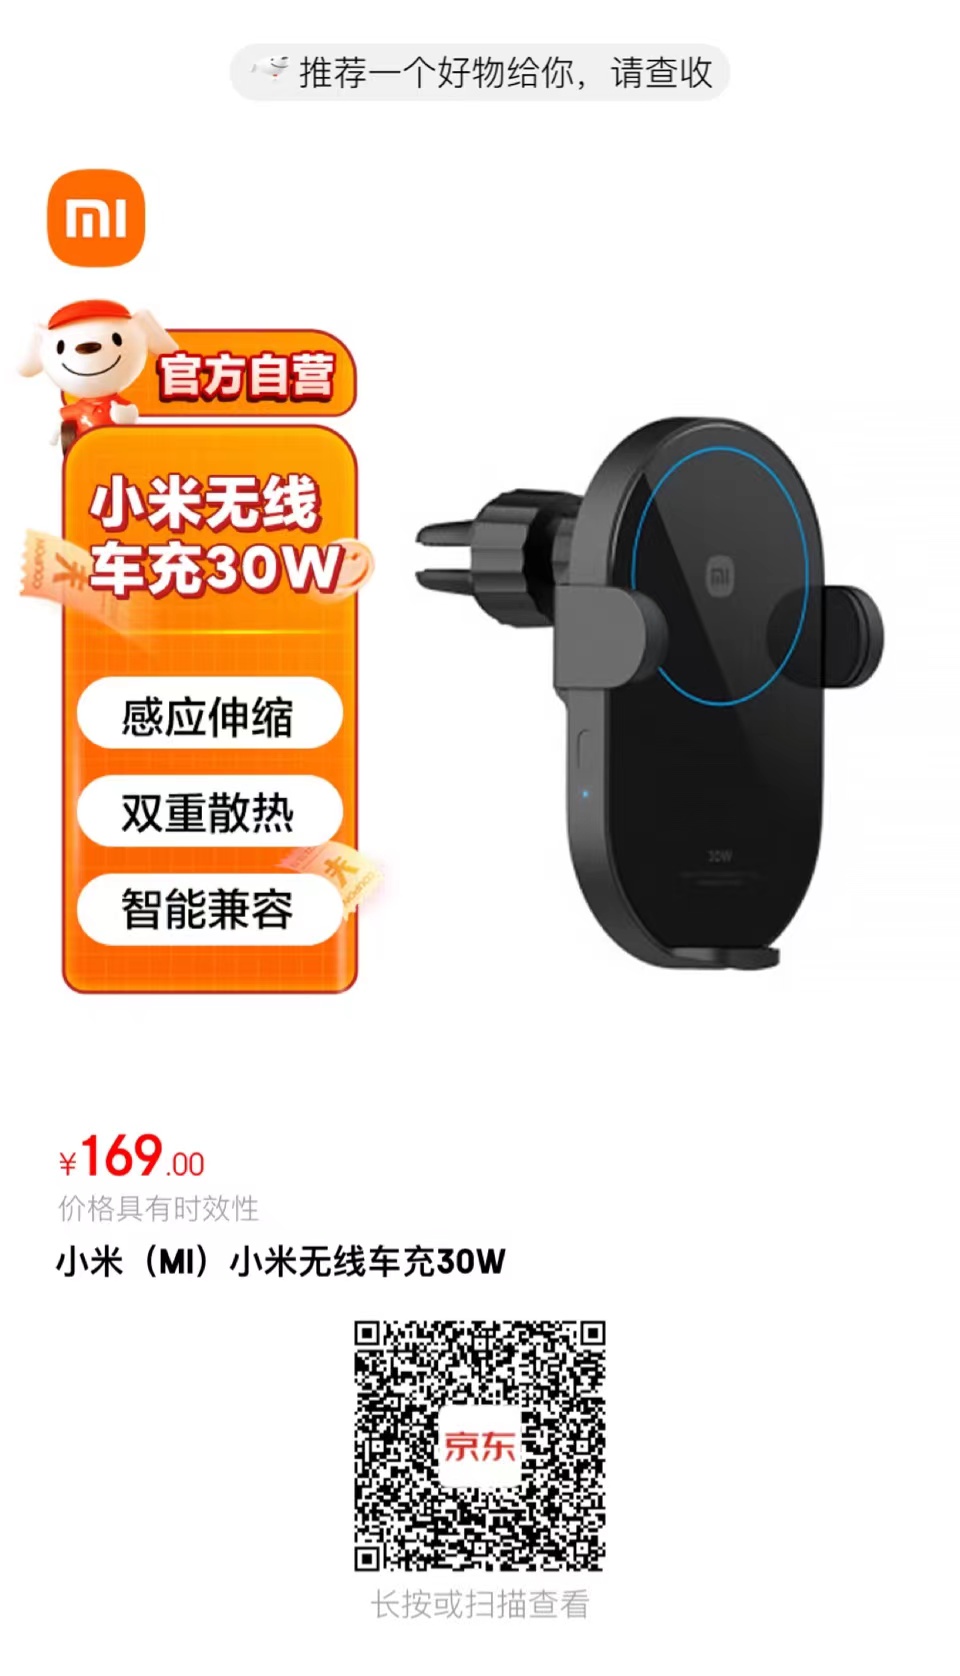 推荐一个好物给你，请查收
mi
官方自营
小米无线
车充30W
感应伸缩
双重散热
智能兼容
mi
30W
¥169.00
价格具有时效性
小米（MI）小米无线车充30W
京东
长按或扫描查看